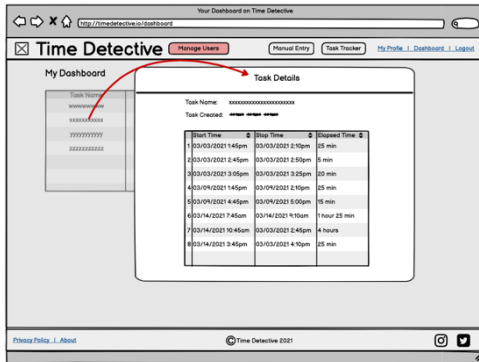 Your Dashboard on Time Detective
http://timedetective.io/dashboard
Time Detective
Manage Users
Manual Entry
Task Tracker
My Profile | Dashboard | Logout
My Dashboard
Task Name
wwwwwwwww
xxxxxxxxxxx
yyyyyyyyyyy
zzzzzzzzzzz
Task Details
Task Name: xxxxxxxxxxxxxxxxxxxxxx
Task Created:
Start Time Stop Time Elapsed Time
1 03/03/2021 1:45pm 03/03/2021 2:10pm 25 min
2 03/03/2021 2:45pm 03/03/2021 2:50pm 5 min
3 03/03/2021 3:05pm 03/03/2021 3:25pm 20 min
4 03/09/2021 1:45pm 03/09/2021 2:10pm 25 min
5 03/09/2021 4:45pm 03/09/2021 5:00pm 15 min
6 03/14/2021 7:45am 03/14/2021 9:10am 1 hour 25 min
7 03/14/2021 10:45am 03/03/2021 2:45pm 4 hours
8 03/14/2021 3:45pm 03/03/2021 4:10pm 25 min
Privacy Policy | About
© Time Detective 2021